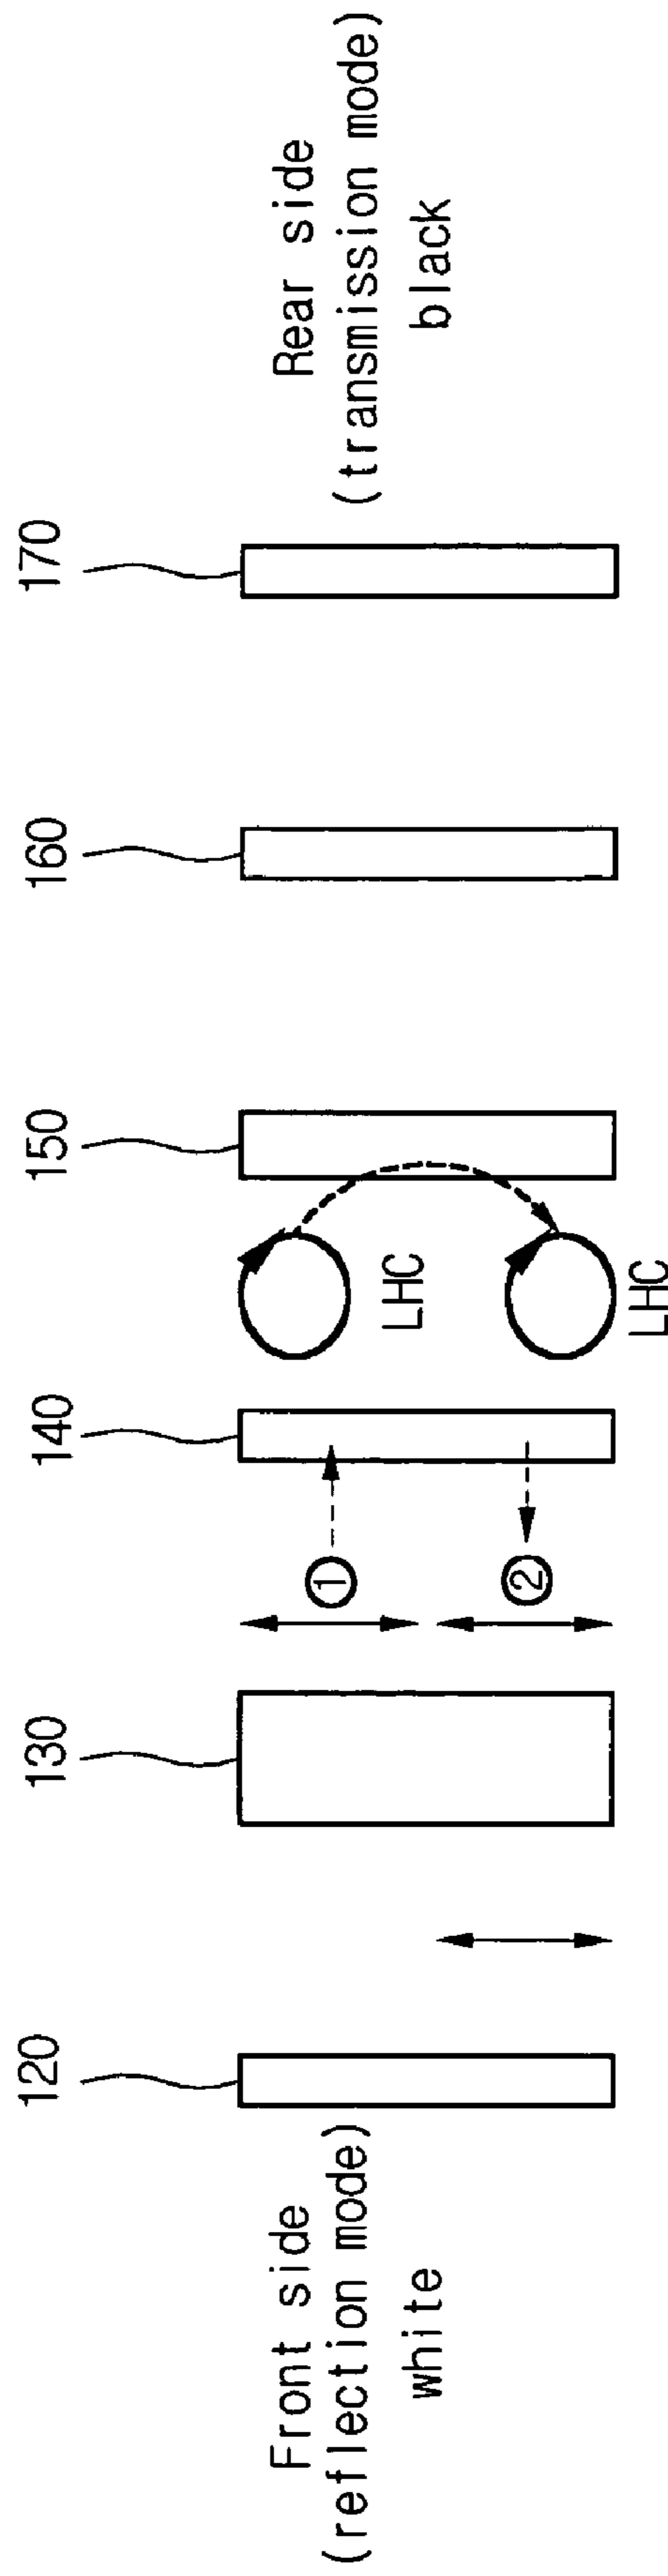 Front side
(reflection mode)
white
120
130
①
②
140
LHC
LHC
150
160
170
Rear side
(transmission mode)
black